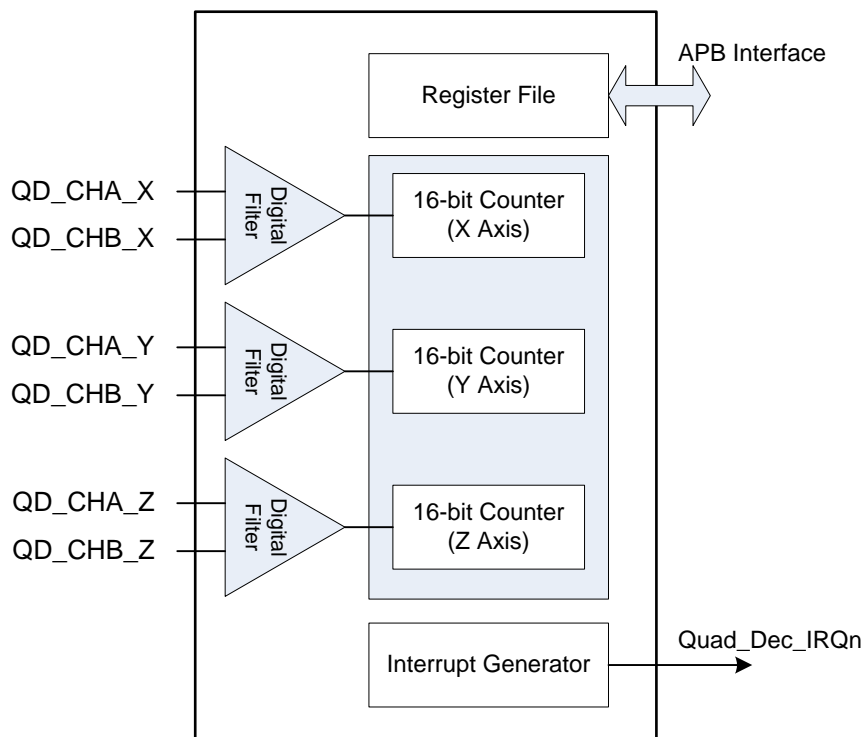 APB Interface
Register File
QD_CHA_X
QD_CHB_X
Digital
Filter
16-bit Counter
(X Axis)
QD_CHA_Y
QD_CHB_Y
Digital
Filter
16-bit Counter
(Y Axis)
QD_CHA_Z
QD_CHB_Z
Digital
Filter
16-bit Counter
(Z Axis)
Interrupt Generator
Quad_Dec_IRQn